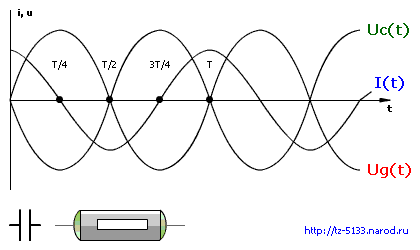 i, u
Uc(t)
T/4
T/2
3T/4
T
I(t)
t
Ug(t)
http://tz-5133.narod.ru